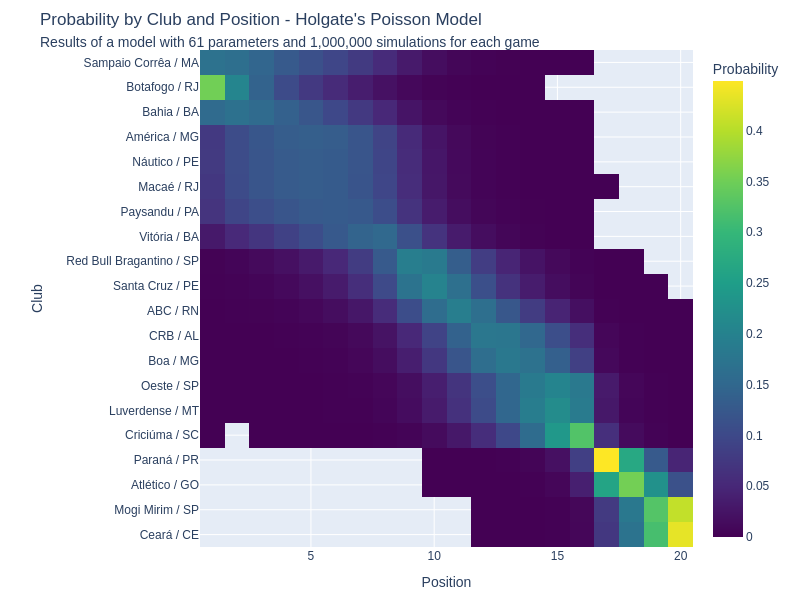 Probability by Club and Position - Holgate's Poisson Model
Results of a model with 61 parameters and 1,000,000 simulations for each game
Probability
Club
Sampaio Corrêa / MA
Botafogo / RJ
Bahia / BA
América / MG
Náutico / PE
Macaé / RJ
Paysandu / PA
Vitória / BA
Red Bull Bragantino / SP
Santa Cruz / PE
ABC / RN
CRB / AL
Boa / MG
Oeste / SP
Luverdense / MT
Criciúma / SC
Paraná / PR
Atlético / GO
Mogi Mirim / SP
Ceará / CE
0.4
0.35
0.3
0.25
0.2
0.15
0.1
0.05
0
5 10 15 20
Position